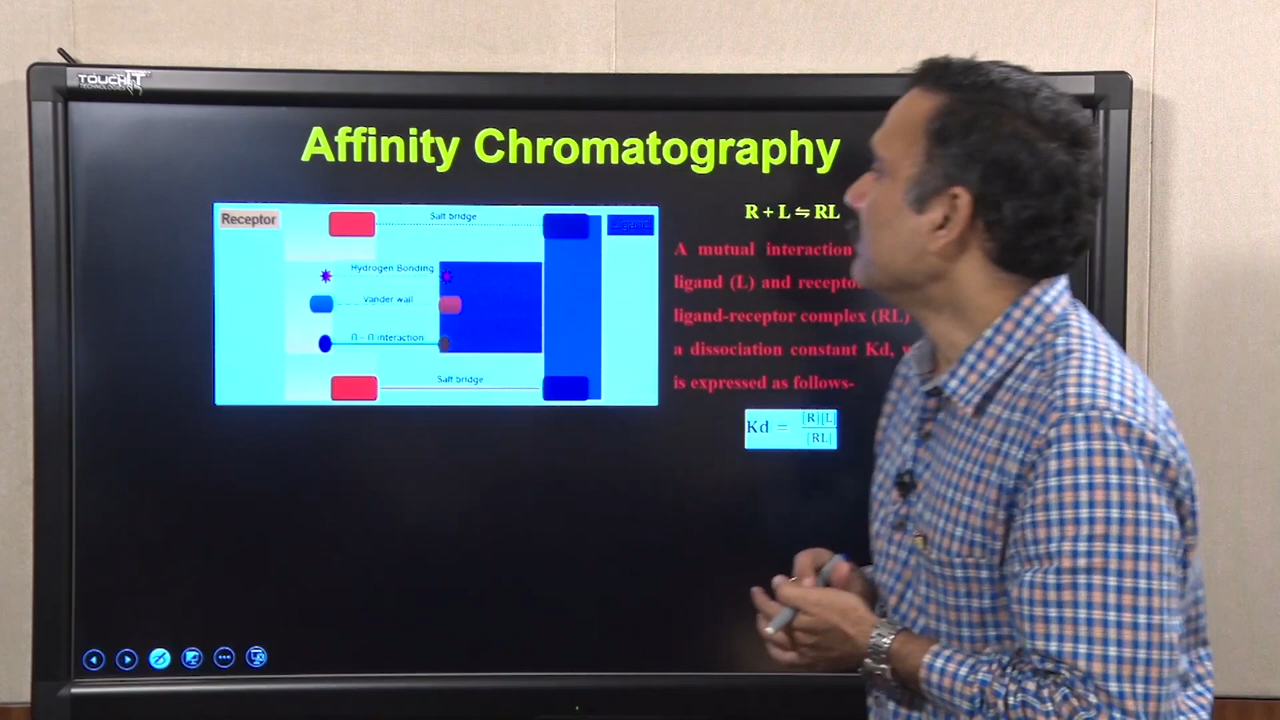 TOUCHIT
TECHNOLOGIES
Affinity Chromatography
Receptor
Salt bridge
Hydrogen Bonding
Vander wall
Π - Π interaction
Salt bridge
R + L ⇋ RL
A mutual interaction
ligand (L) and
ligand-receptor complex (RL)
a dissociation constant Kd,
is expressed as follows-
Kd = [R][L]
[RL]